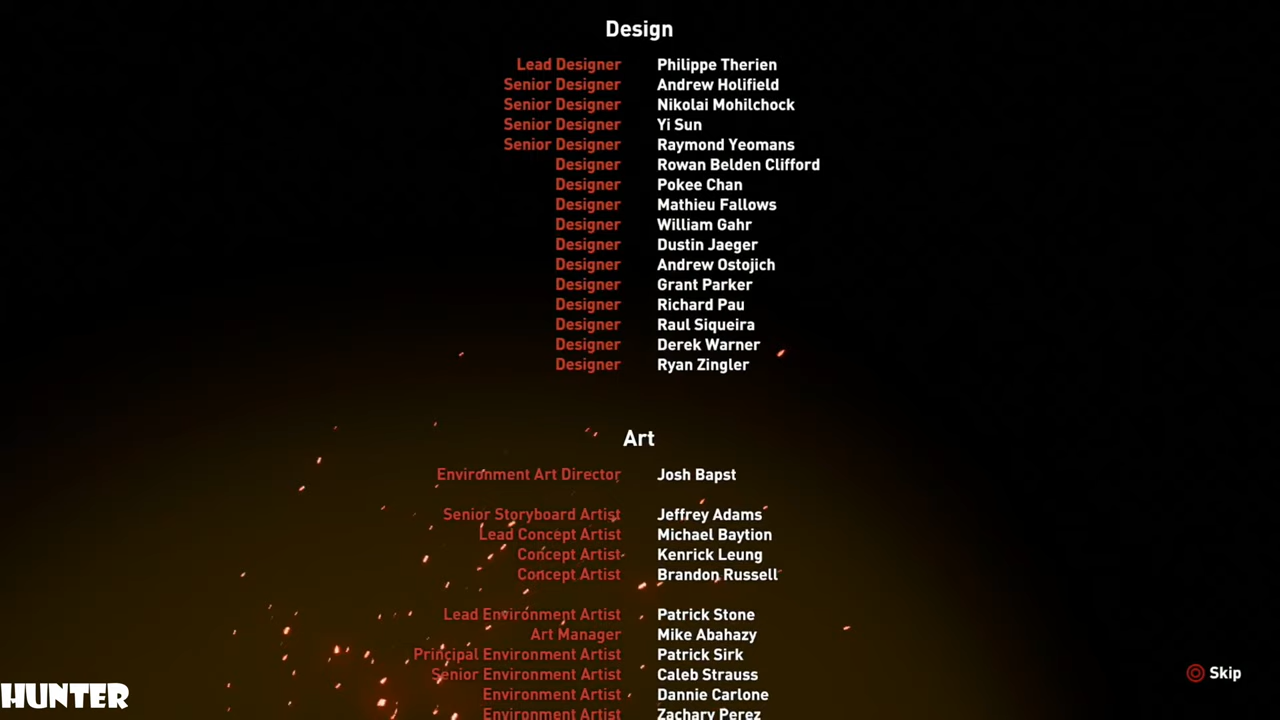 Design
Lead Designer Philippe Therien
Senior Designer Andrew Holifield
Senior Designer Nikolai Mohilchock
Senior Designer Yi Sun
Senior Designer Raymond Yeomans
Designer Rowan Belden Clifford
Designer Pokee Chan
Designer Mathieu Fallows
Designer William Gahr
Designer Dustin Jaeger
Designer Andrew Ostojich
Designer Grant Parker
Designer Richard Pau
Designer Raul Siqueira
Designer Derek Warner
Designer Ryan Zingler
Art
Environment Art Director Josh Bapst
Senior Storyboard Artist Jeffrey Adams
Lead Concept Artist Michael Baytion
Concept Artist Kenrick Leung
Concept Artist Brandon Russell
Lead Environment Artist Patrick Stone
Art Manager Mike Abahazy
Principal Environment Artist Patrick Sirk
Senior Environment Artist Caleb Strauss
Skip
Environment Artist Dannie Carlone
HUNTER
Environment Artist Zachary Perez